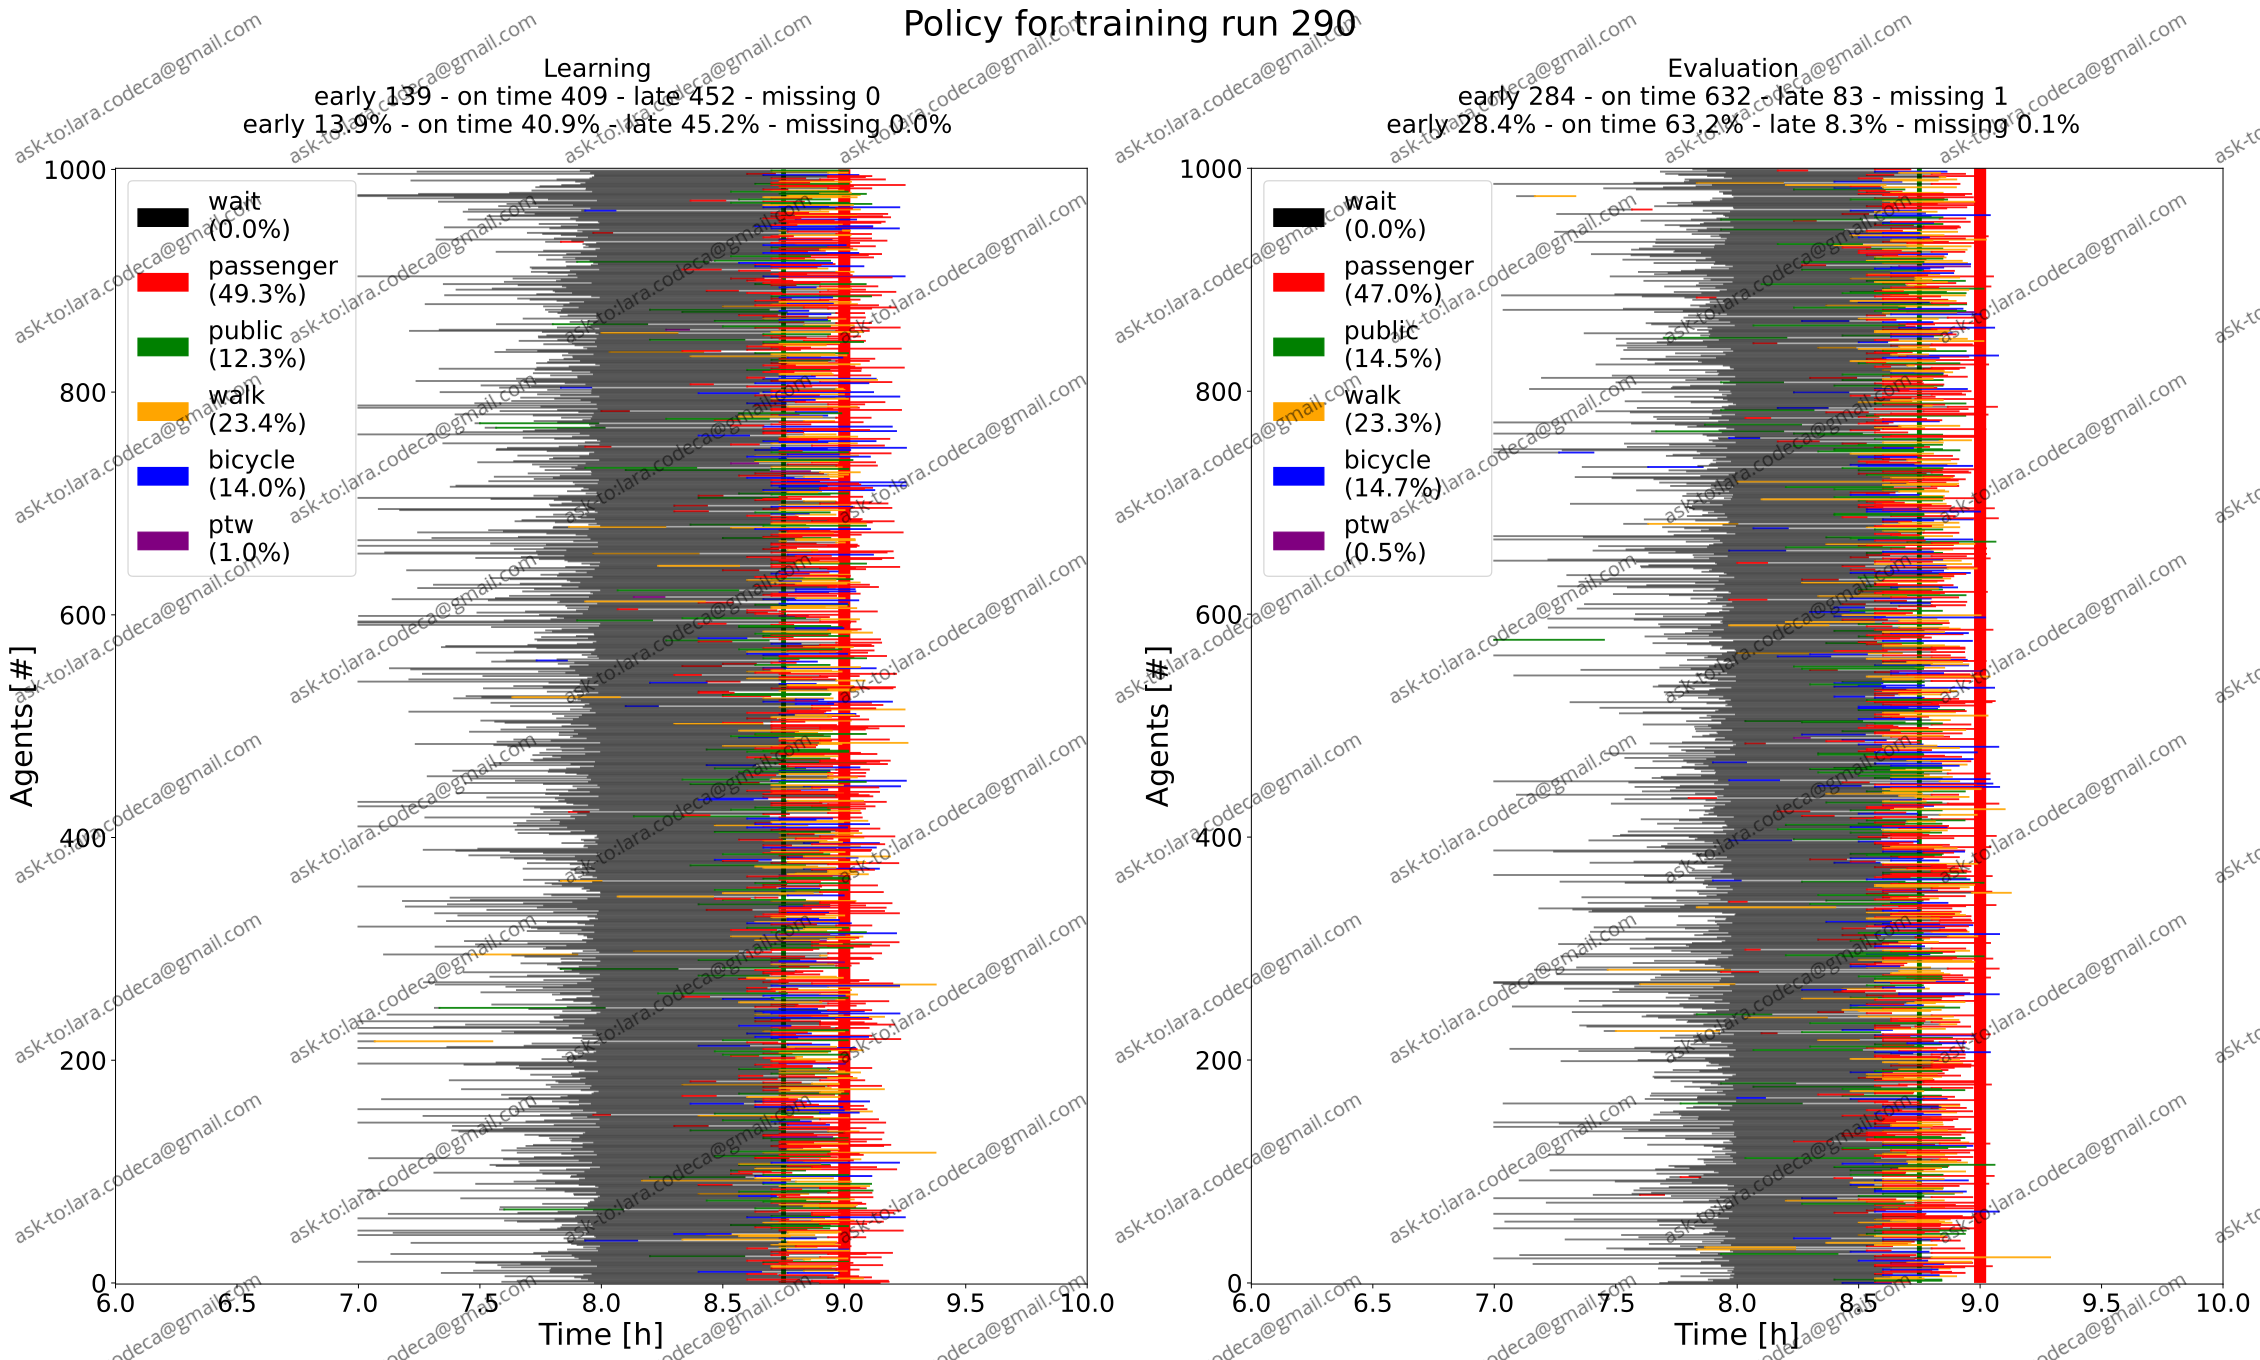 Policy for training run 290
Learning
early 139 - on time 409 - late 452 - missing 0
early 13.9% - on time 40.9% - late 45.2% - missing 0.0%
Evaluation
early 284 - on time 632 - late 83 - missing 1
early 28.4% - on time 63.2% - late 8.3% - missing 0.1%
wait
(0.0%)
passenger
(49.3%)
public
(12.3%)
walk
(23.4%)
bicycle
(14.0%)
ptw
(1.0%)
1000
800
600
400
200
0
Agents [#]
6.0 6.5 7.0 7.5 8.0 8.5 9.0 9.5 10.0
Time [h]
wait
(0.0%)
passenger
(47.0%)
public
(14.5%)
walk
(23.3%)
bicycle
(14.7%)
ptw
(0.5%)
1000
800
600
400
200
0
Agents [#]
6.0 6.5 7.0 7.5 8.0 8.5 9.0 9.5 10.0
Time [h]
ask-to:lara.codeca@gmail.com